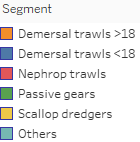 Segment
Demersal trawls >18
Demersal trawls <18
Nephrop trawls
Passive gears
Scallop dredgers
Others